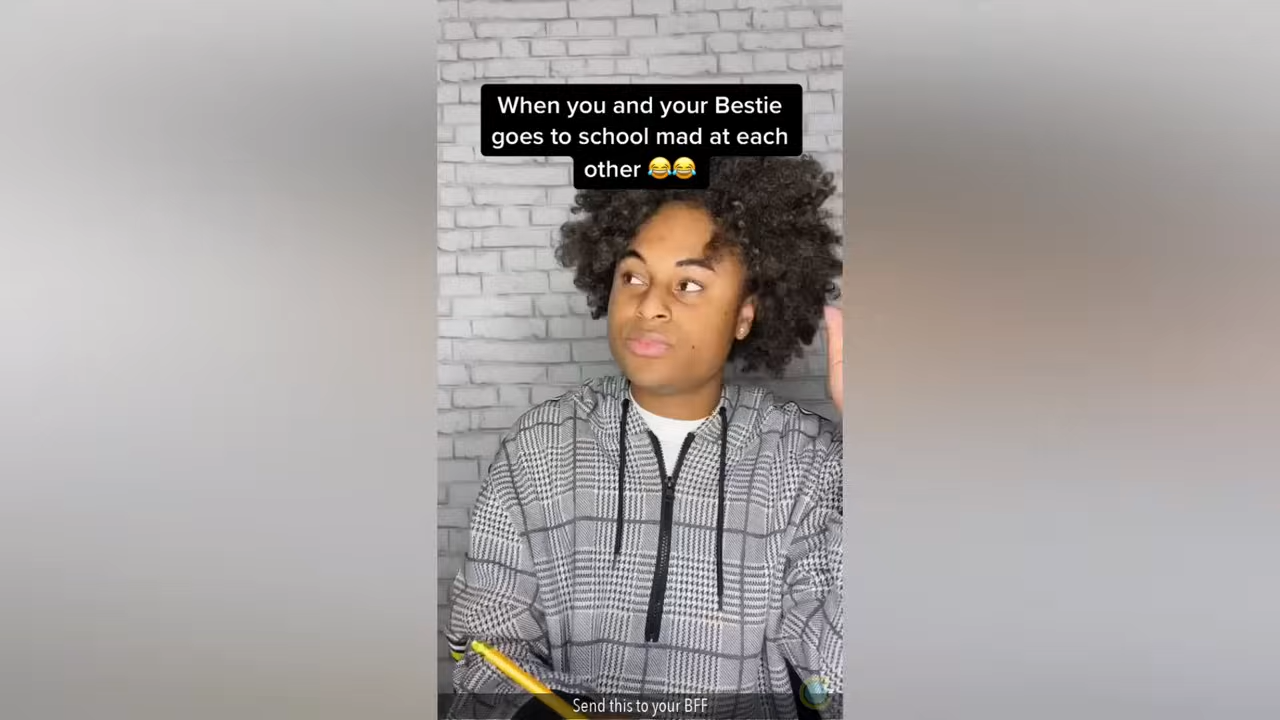 When you and your Bestie
goes to school mad at each
other 😂😂
Send this to your BFF